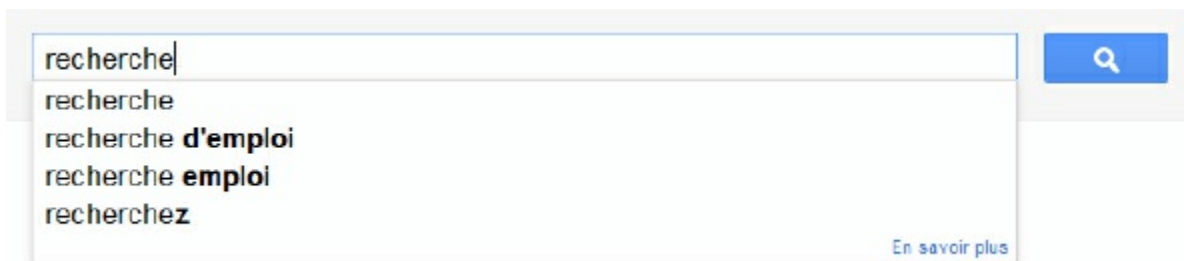 recherche
recherche
recherche d'emploi
recherche emploi
recherchez
En savoir plus